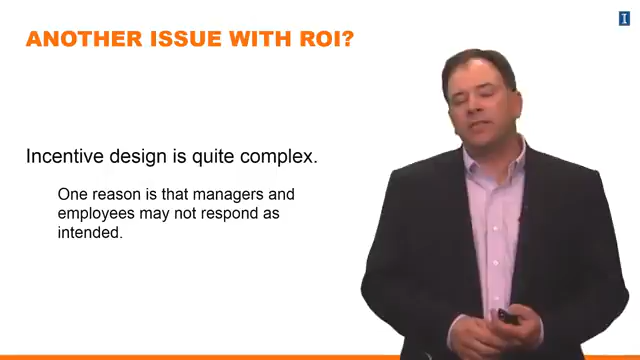 I
ANOTHER ISSUE WITH ROI?
Incentive design is quite complex.
One reason is that managers and
employees may not respond as
intended.